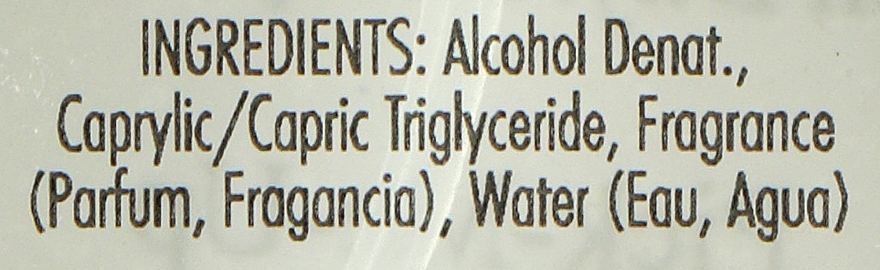 INGREDIENTS: Alcohol Denat.,
Caprylic/Capric Triglyceride, Fragrance
(Parfum, Fragancia), Water (Eau, Agua)